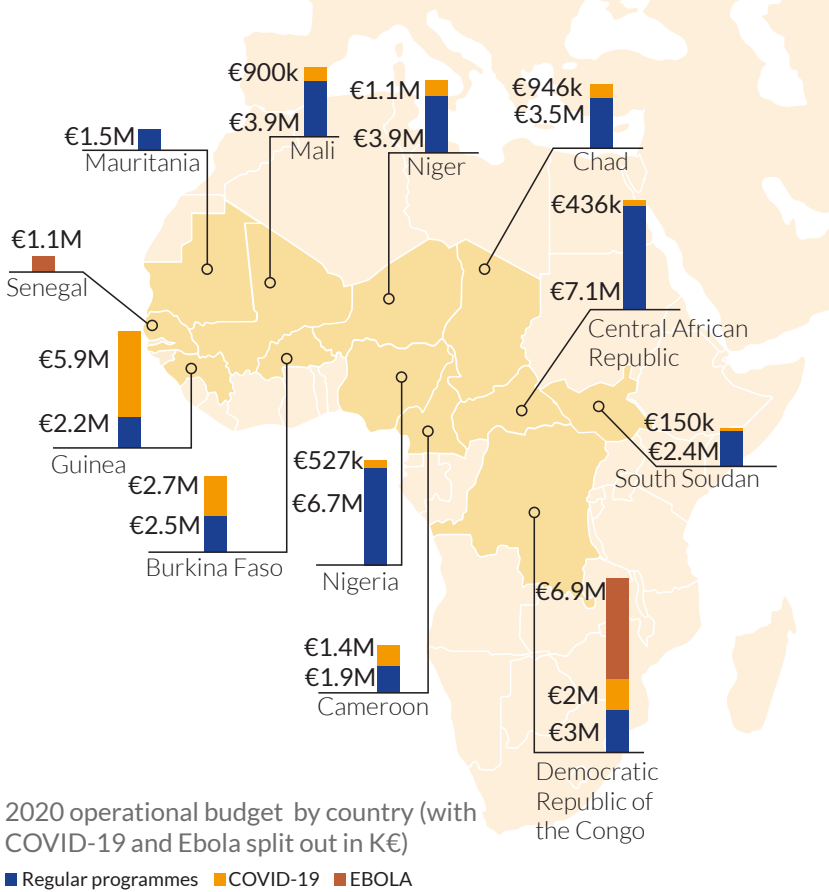 €900k
€3.9M
Mali
€1.1M
€3.9M
Niger
€946k
€3.5M
Chad
€1.5M
Mauritania
€436k
€7.1M
Central African
Republic
€1.1M
Senegal
€5.9M
€2.2M
Guinea
€150k
€2.4M
South Soudan
€2.7M
€2.5M
Burkina Faso
€527k
€6.7M
Nigeria
€1.4M
€1.9M
Cameroon
€6.9M
€2M
€3M
Democratic
Republic of
the Congo
2020 operational budget by country (with
COVID-19 and Ebola split out in K€)
Regular programmes COVID-19 EBOLA